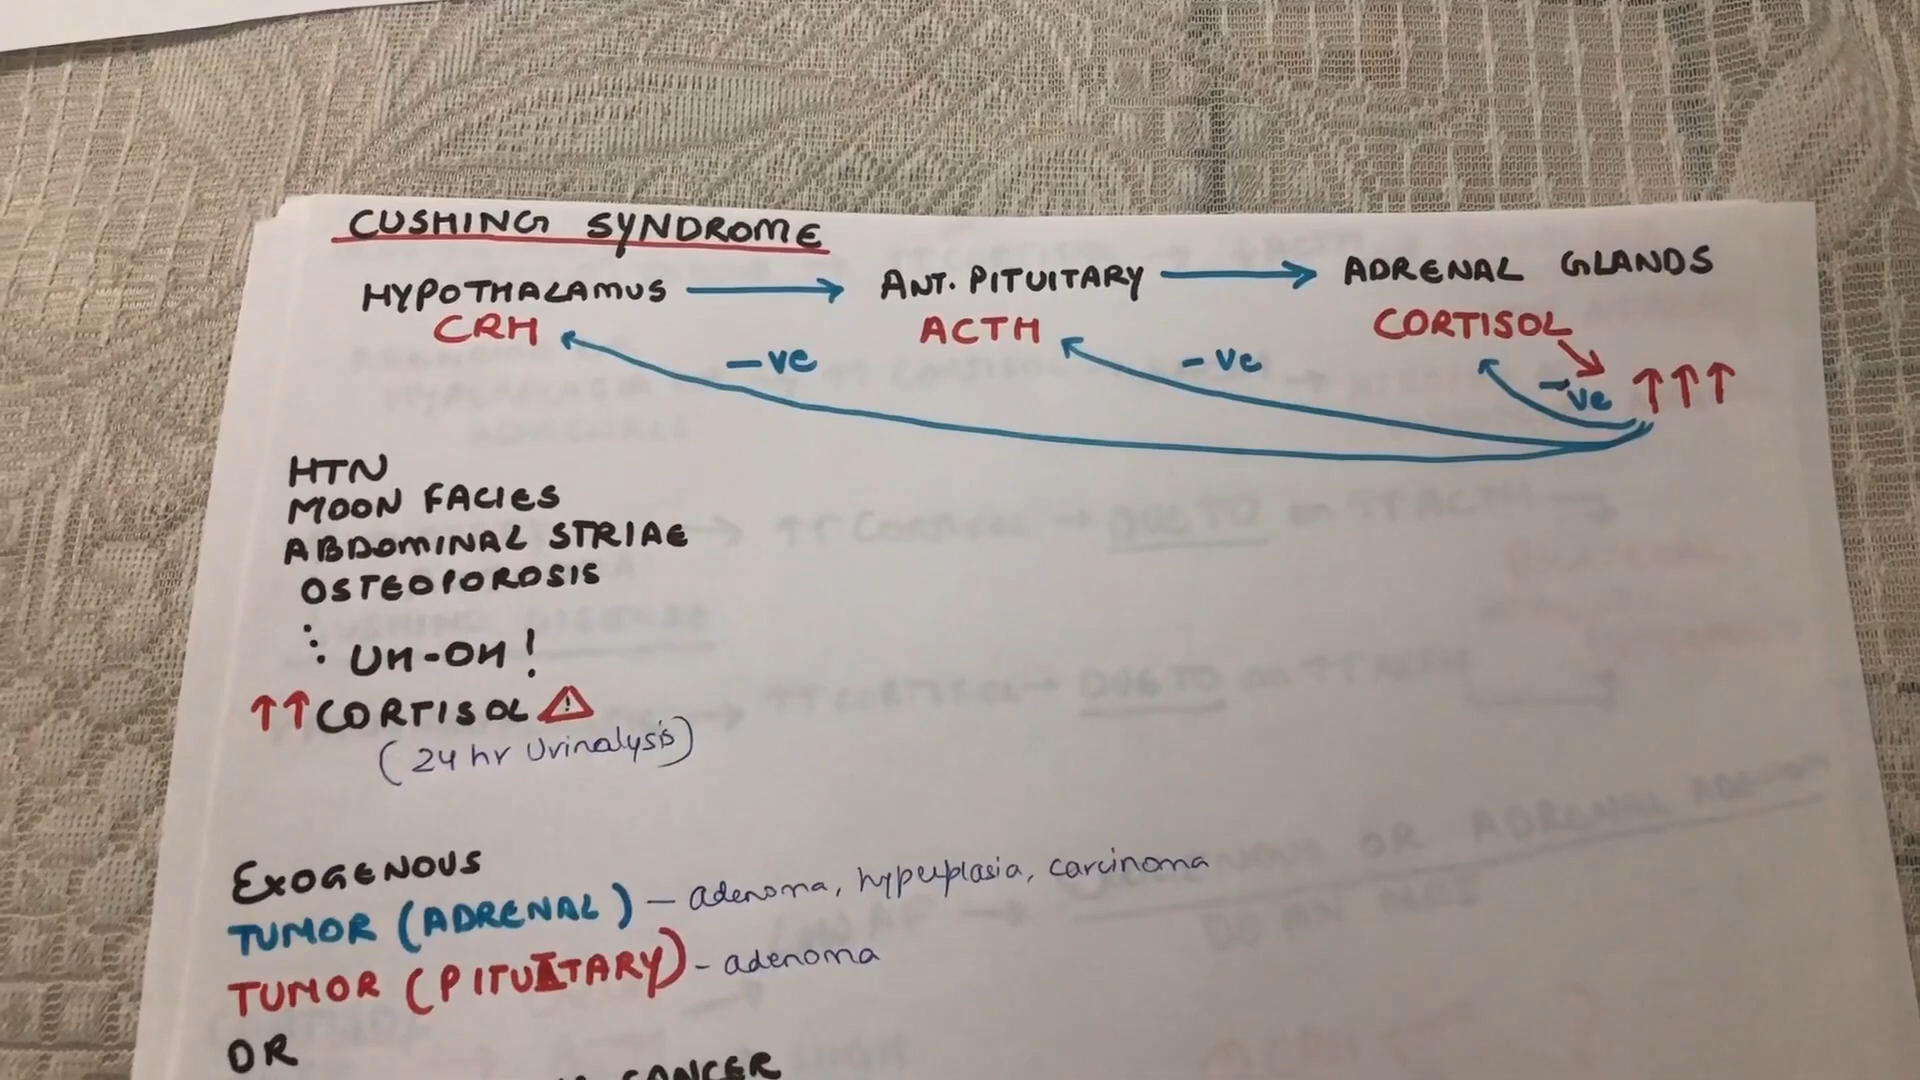 CUSHING SYNDROME
HYPOTHALAMUS → ANT. PITUITARY → ADRENAL GLANDS
CRH ACTH CORTISOL
-ve -ve -ve ↑↑↑
HTN
MOON FACIES
ABDOMINAL STRIAE
OSTEOPOROSIS
UH-OH!
↑↑ CORTISOL ⚠
(24 hr Urinalysis)
EXOGENOUS
TUMOR (ADRENAL) - adenoma, hyperplasia, carcinoma
TUMOR (PITUITARY) - adenoma
OR
CANCER